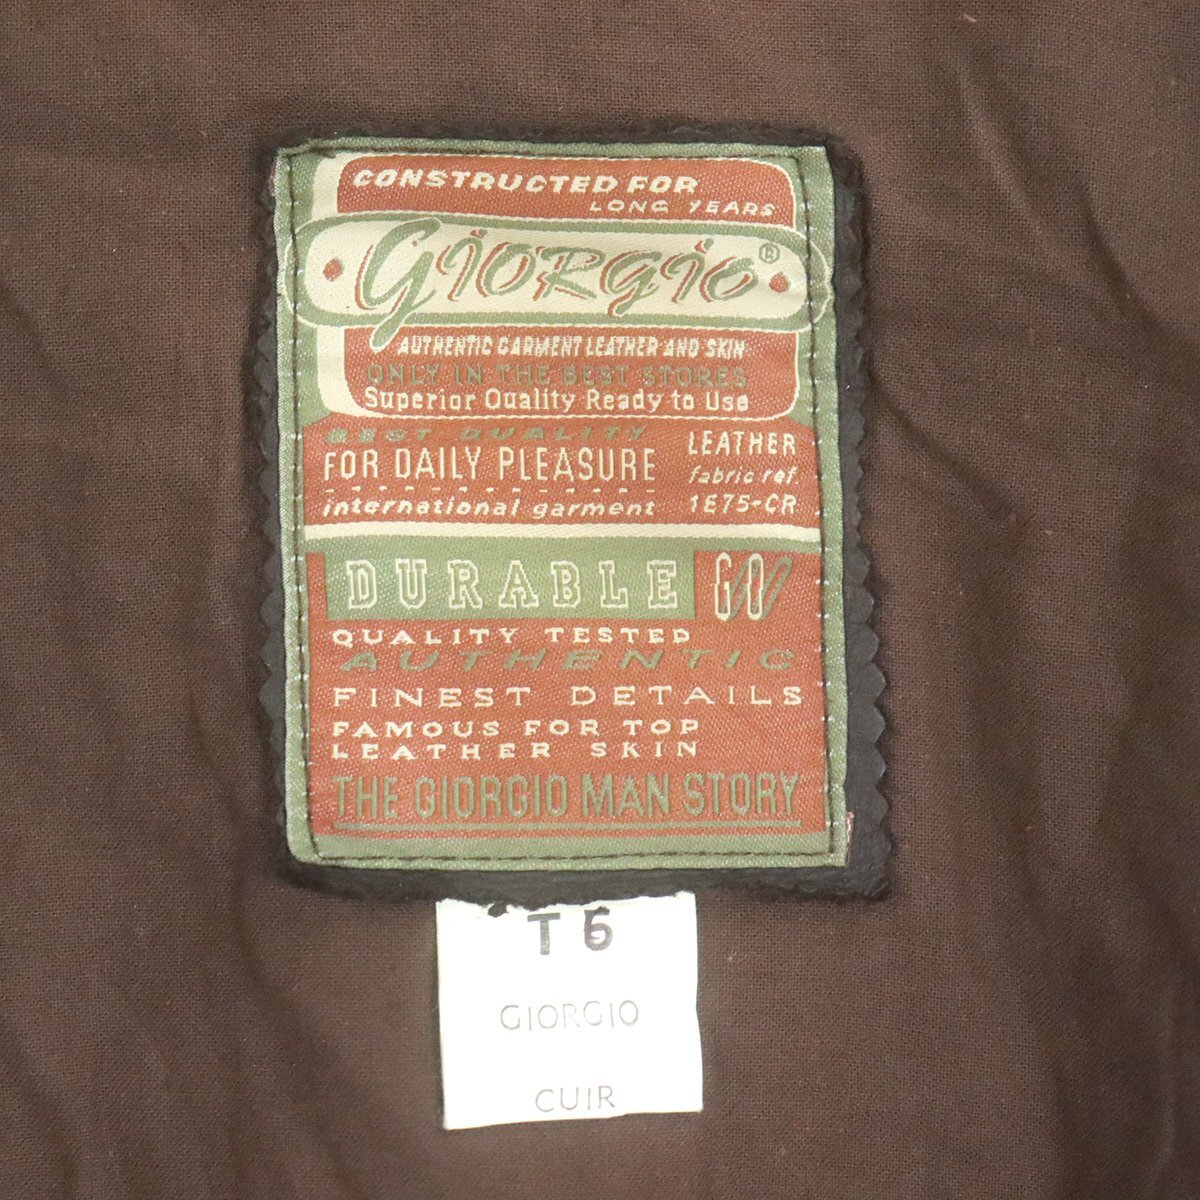 CONSTRUCTED FOR
LONG YEARS
GIORGIO ®
AUTHENTIC GARMENT LEATHER AND SKIN
ONLY IN THE BEST STORES
Superior Quality Ready to Use
BEST QUALITY
FOR DAILY PLEASURE
international garment
LEATHER
fabric ref.
1E75-CR
DURABLE GO
QUALITY TESTED
AUTHENTIC
FINEST DETAILS
FAMOUS FOR TOP
LEATHER SKIN
THE GIORGIO MAN STORY
T 6
GIORGIO
CUIR